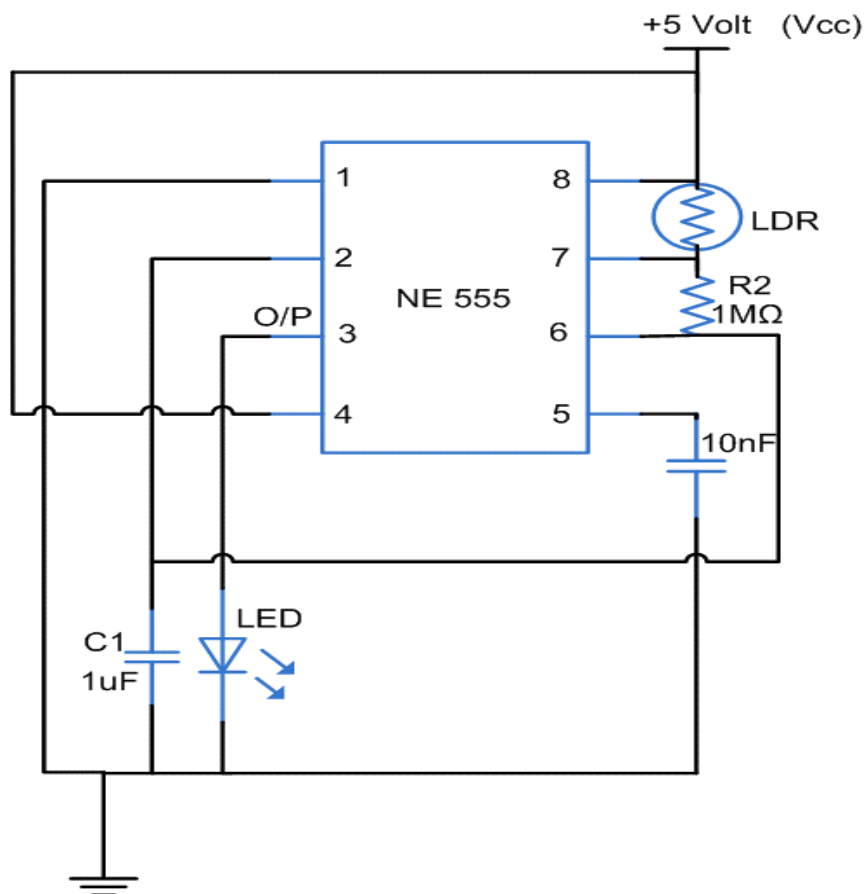 +5 Volt (Vcc)
1
8
LDR
2
7
NE 555
R2
1MΩ
O/P
3
6
4
5
10nF
LED
C1
1uF